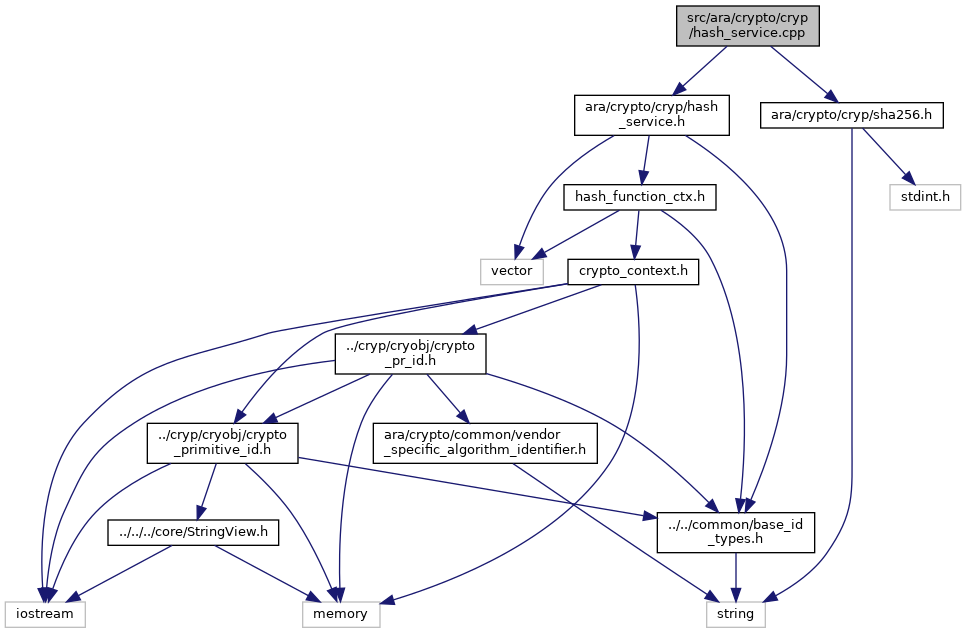 src/ara/crypto/cryp
/hash_service.cpp
ara/crypto/cryp/hash
_service.h
ara/crypto/cryp/sha256.h
hash_function_ctx.h
stdint.h
vector
crypto_context.h
../cryp/cryobj/crypto
_pr_id.h
../cryp/cryobj/crypto
_primitive_id.h
ara/crypto/common/vendor
_specific_algorithm_identifier.h
../../../core/StringView.h
../../common/base_id
_types.h
iostream
memory
string